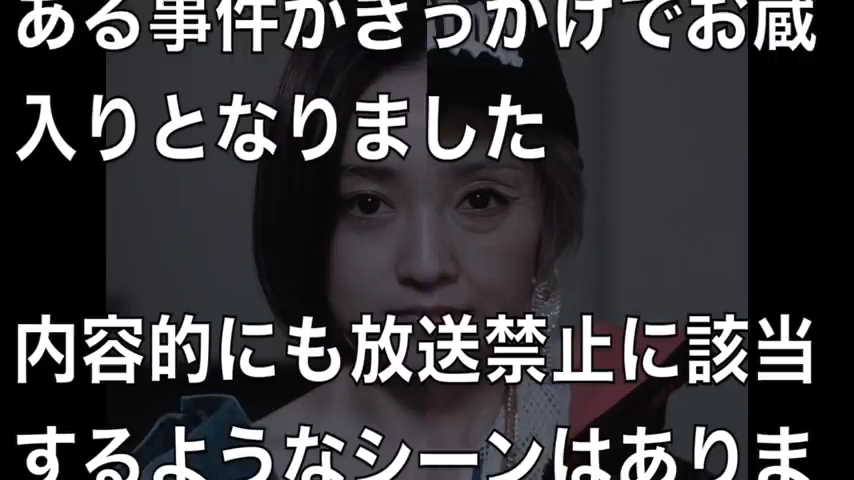 ある事件がきっかけでお蔵
入りとなりました
内容的にも放送禁止に該当
するようなシーンはありま